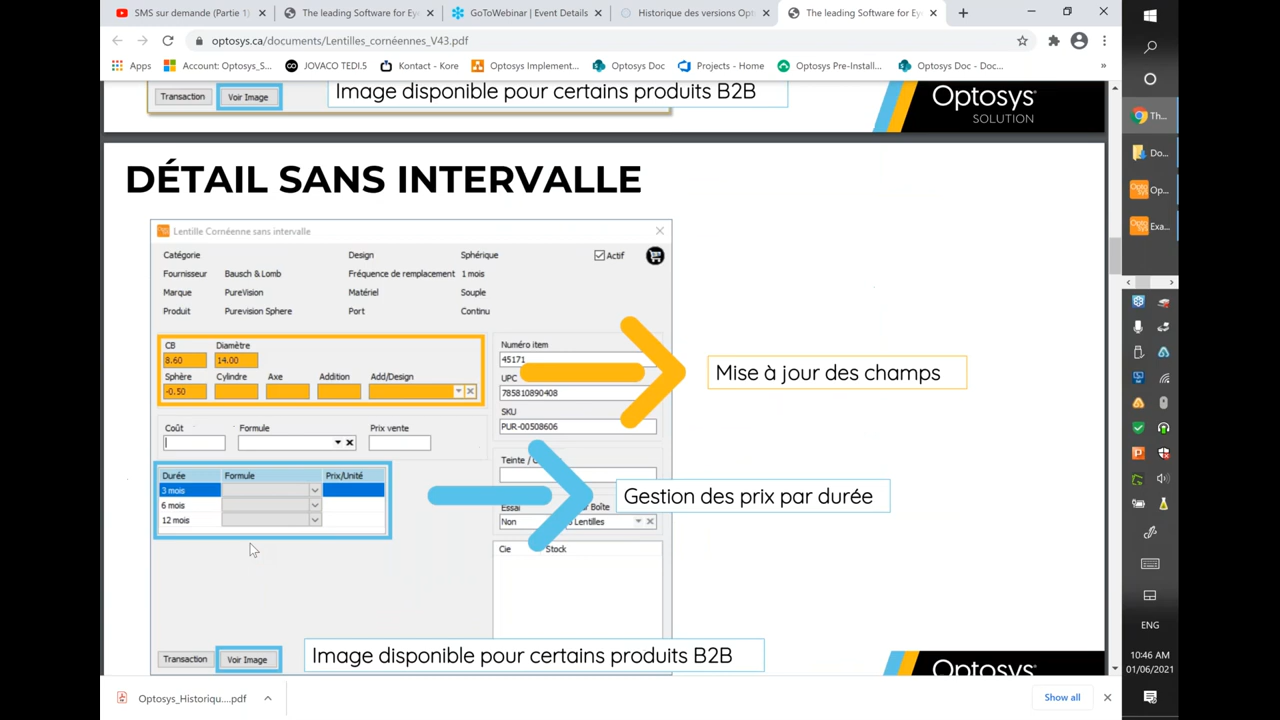 SMS sur demande (Partie 1)
The leading Software for Eye
GoToWebinar | Event Details
Historique des versions Opt
The leading Software for Eye
optosys.ca/documents/Lentilles_cornéennes_V43.pdf
Apps
Account: Optosys_S...
JOVACO TEDI.5
Kontact - Kore
Optosys Implement...
Optosys Doc
Projects - Home
Optosys Pre-Install...
Optosys Doc - Doc...
»
Transaction
Voir Image
Image disponible pour certains produits B2B
Optosys
SOLUTION
DÉTAIL SANS INTERVALLE
Lentille Cornéenne sans intervalle
Catégorie
Design
Sphérique
Actif
Fournisseur
Bausch & Lomb
Fréquence de remplacement
1 mois
Marque
PureVision
Matériel
Souple
Produit
Purevision Sphere
Port
Continu
CB
Diamètre
8.60
14.00
Sphère
Cylindre
Axe
Addition
Add/Design
-0.50
Numéro item
45171
UPC
785810890408
SKU
PUR-00508606
Mise à jour des champs
Coût
Formule
Prix vente
Teinte /
Durée
Formule
Prix/Unité
3 mois
6 mois
12 mois
Gestion des prix par durée
Essai
Boîte
Non
Lentilles
Cie
Stock
Transaction
Voir Image
Image disponible pour certains produits B2B
Optosys
Optosys_Historiqu....pdf
Show all
Th...
Do...
Op...
Exa...
ENG
10:46 AM
01/06/2021